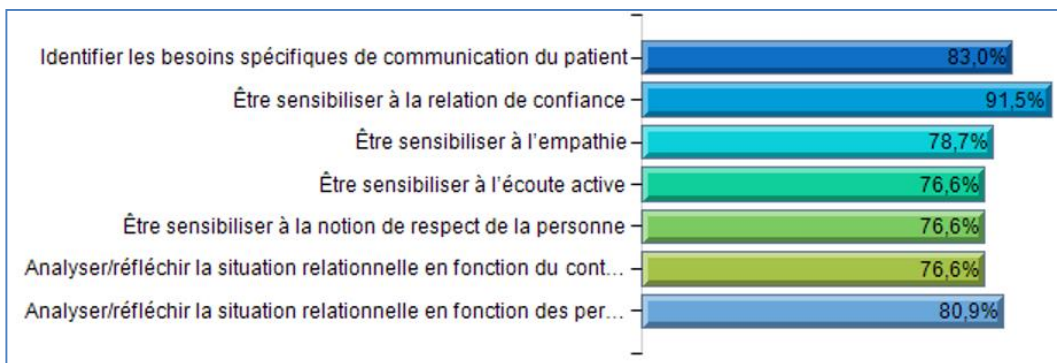 Identifier les besoins spécifiques de communication du patient 83,0%
Être sensibiliser à la relation de confiance 91,5%
Être sensibiliser à l'empathie 78,7%
Être sensibiliser à l'écoute active 76,6%
Être sensibiliser à la notion de respect de la personne 76,6%
Analyser/réfléchir la situation relationnelle en fonction du cont... 76,6%
Analyser/réfléchir la situation relationnelle en fonction des per... 80,9%